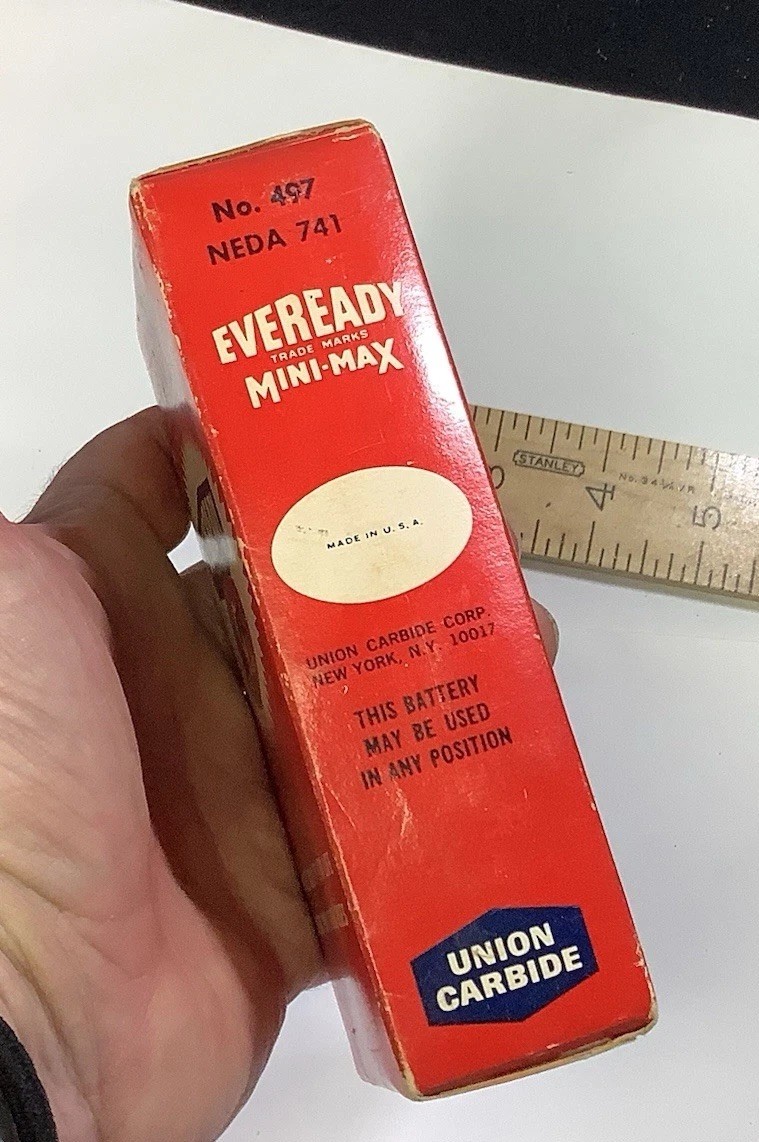 No. 497
NEDA 741
EVEREADY
TRADE MARKS
MINI-MAX
MADE IN U.S.A.
UNION CARBIDE CORP.
NEW YORK, N.Y. 10017
THIS BATTERY
MAY BE USED
IN ANY POSITION
UNION
CARBIDE
STANLEY
3
4
5